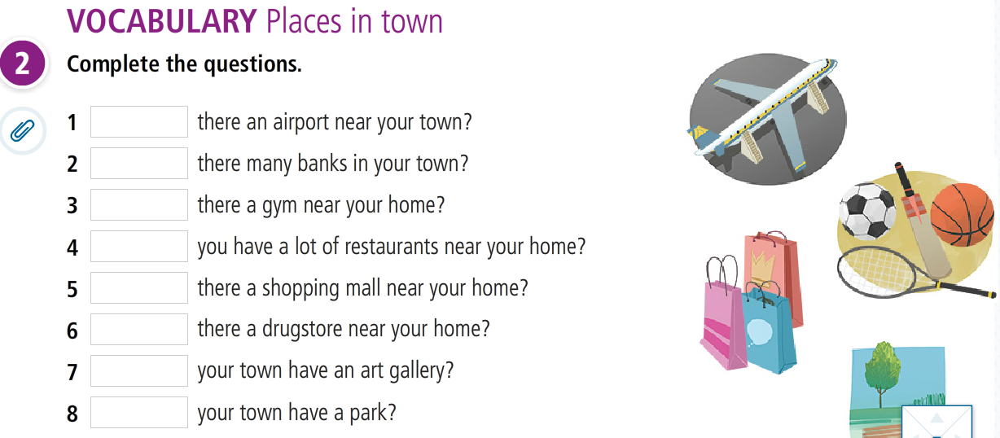 VOCABULARY Places in town
2 Complete the questions.
1 there an airport near your town?
2 there many banks in your town?
3 there a gym near your home?
4 you have a lot of restaurants near your home?
5 there a shopping mall near your home?
6 there a drugstore near your home?
7 your town have an art gallery?
8 your town have a park?